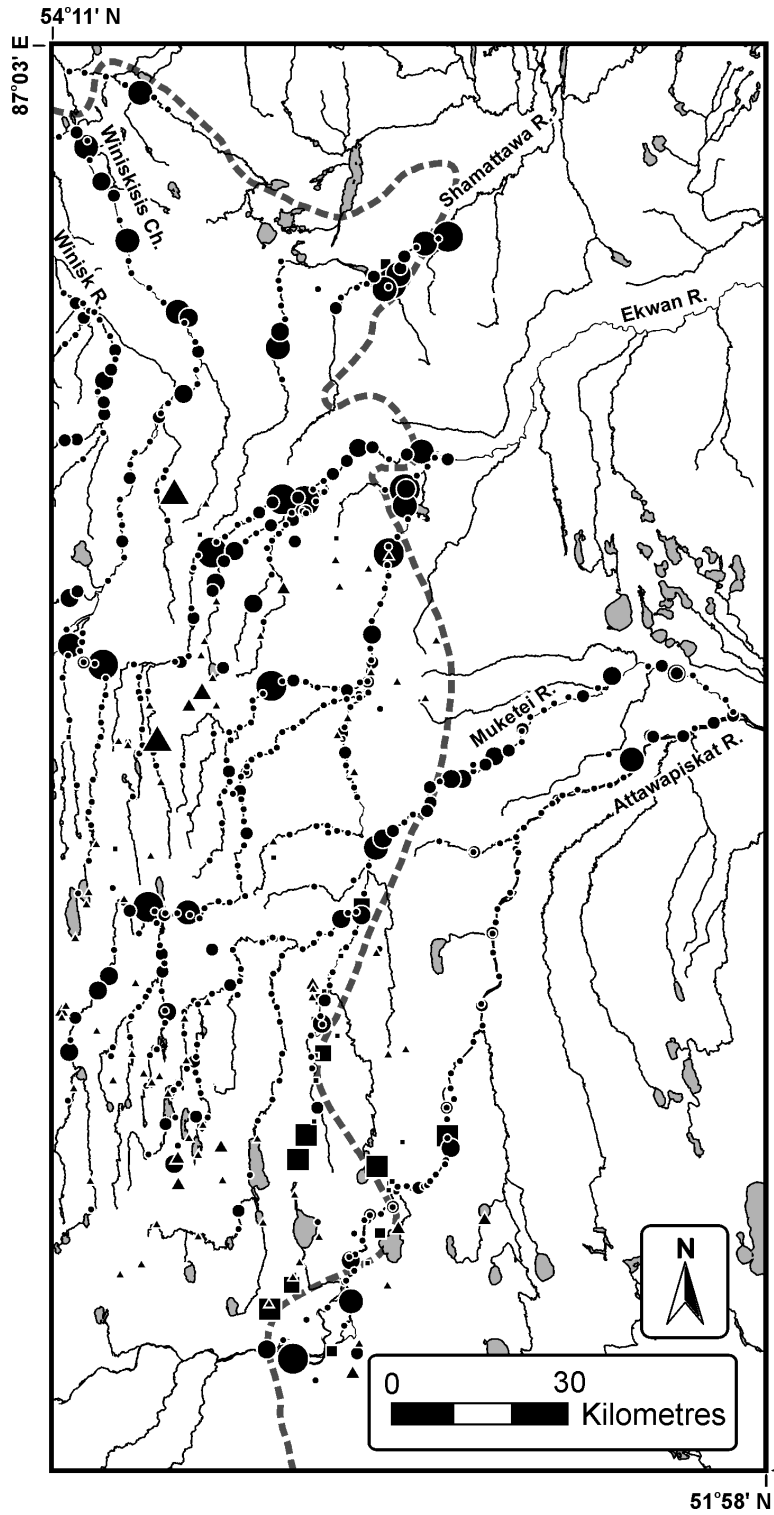 54°11' N
87°03' E
Winiskisis Ch.
Shamattawa R.
Winisk R.
Ekwan R.
Muketei R.
Attawapiskat R.
N
0 30
Kilometres
51°58' N